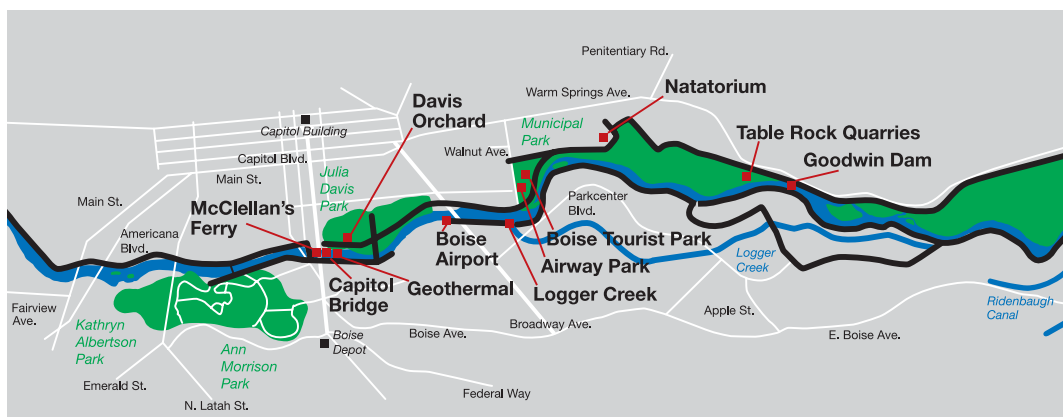 Penitentiary Rd.
Natatorium
Warm Springs Ave.
Davis
Orchard
Capitol Building
Municipal
Park
Table Rock Quarries
Goodwin Dam
Capitol Blvd.
Walnut Ave.
Main St.
Julia
Davis
Park
Main St.
McClellan's
Ferry
Parkcenter
Blvd.
Americana
Blvd.
Boise
Airport
Boise Tourist Park
Airway Park
Logger Creek
Logger
Creek
Capitol
Bridge
Geothermal
Fairview
Ave.
Kathryn
Albertson
Park
Ann
Morrison
Park
Boise
Depot
Boise Ave.
Broadway Ave.
Apple St.
E. Boise Ave.
Ridenbaugh
Canal
Emerald St.
N. Latah St.
Federal Way